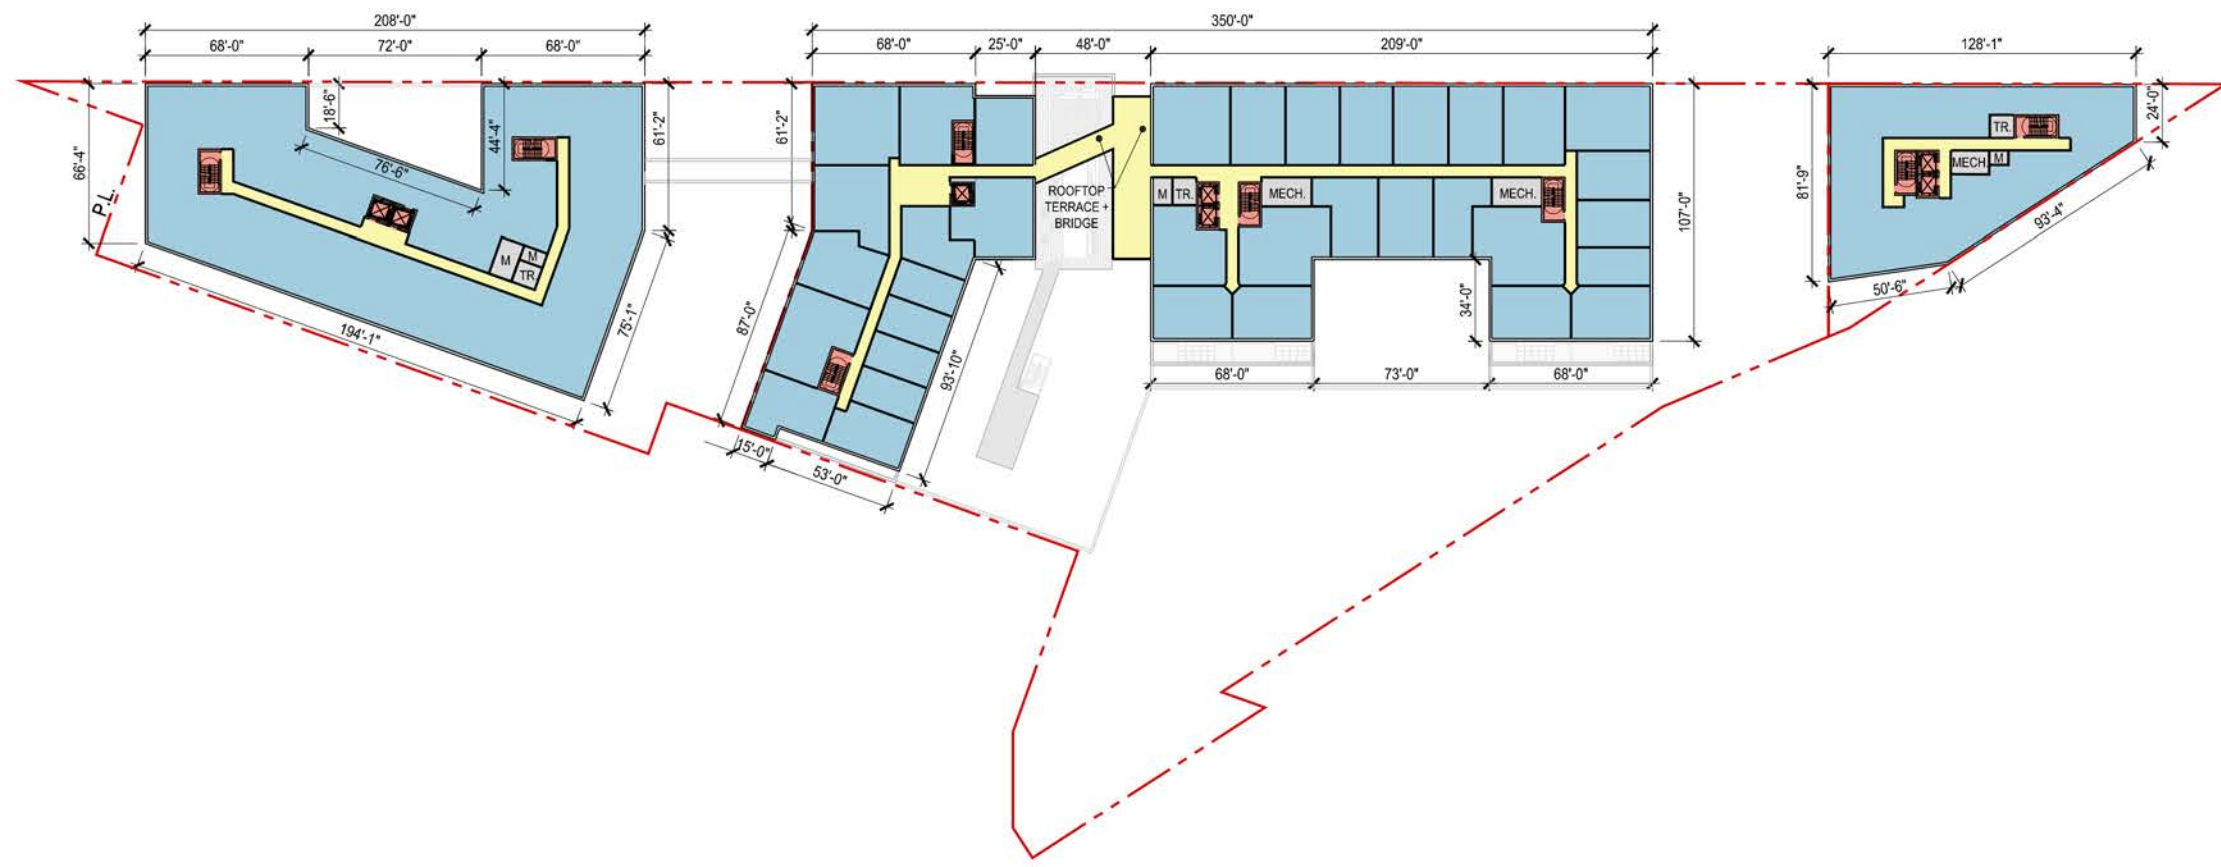 208'-0"
350'-0"
68'-0"
72'-0"
68'-0"
68'-0"
25'-0"
48'-0"
209'-0"
128'-1"
66'-4"
P.L.
18'-6"
76'-6"
44'-4"
61'-2"
61'-2"
M
M
TR.
194'-1"
75'-1"
87'-0"
15'-0"
53'-0"
93'-10"
ROOFTOP
TERRACE +
BRIDGE
M
TR.
MECH.
MECH.
34'-0"
107'-0"
68'-0"
73'-0"
68'-0"
81'-9"
TR.
MECH.
M
24'-0"
93'-4"
50'-6"